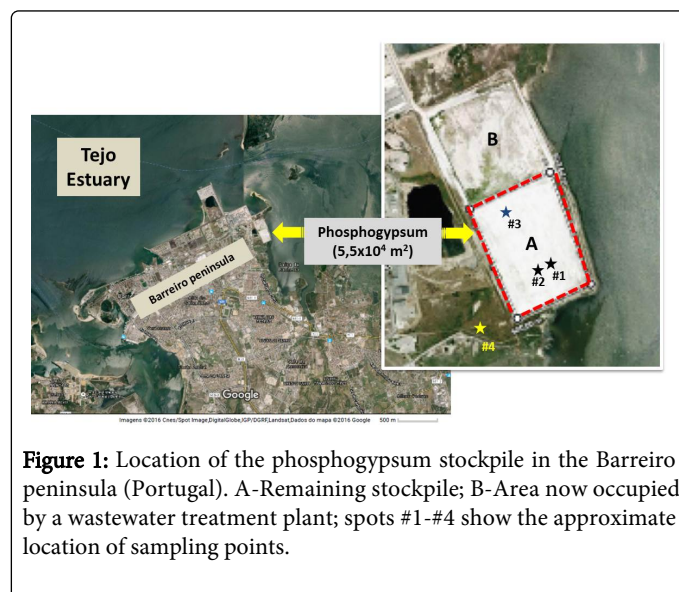 Tejo
Estuary
Barreiro peninsula
Google
Imagens ©2016 Cnes/Spot Image,DigitalGlobe,IGP/DGRF,Landsat,Dados do mapa ©2016 Google 500 m
Phosphogypsum
(5,5x10⁴ m²)
B
#3
A
#2
#1
#4
Figure 1: Location of the phosphogypsum stockpile in the Barreiro
peninsula (Portugal). A-Remaining stockpile; B-Area now occupied
by a wastewater treatment plant; spots #1-#4 show the approximate
location of sampling points.